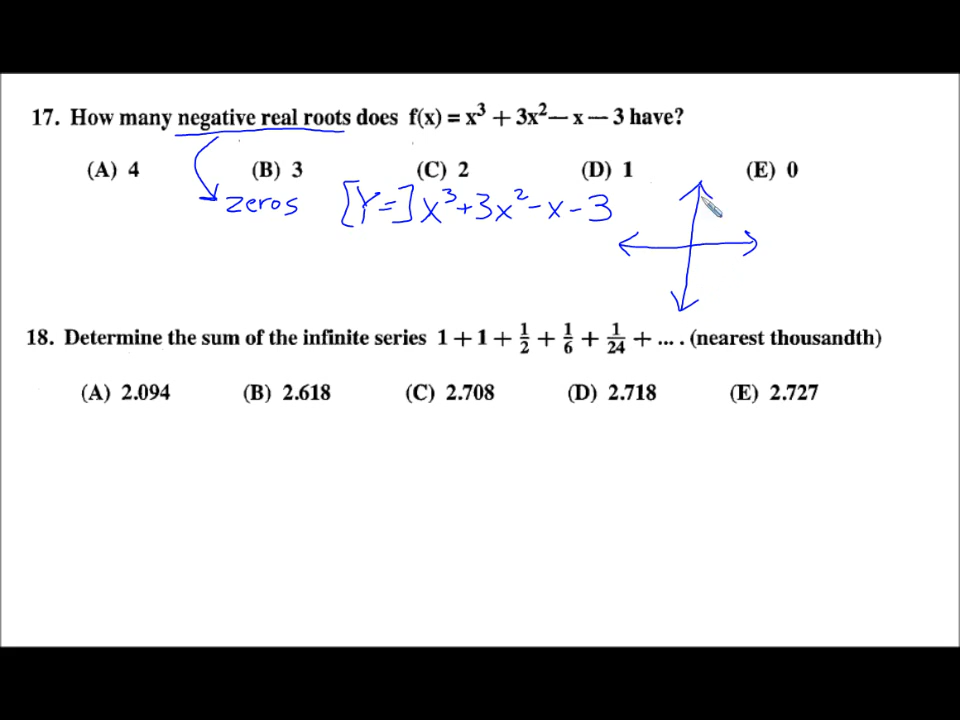 17. How many negative real roots does f(x) = x³ + 3x² — x — 3 have?
(A) 4 (B) 3 (C) 2 (D) 1 (E) 0
zeros [Y=] x³+3x²-x-3
18. Determine the sum of the infinite series 1 + 1 + 1/2 + 1/6 + 1/24 + ... . (nearest thousandth)
(A) 2.094 (B) 2.618 (C) 2.708 (D) 2.718 (E) 2.727